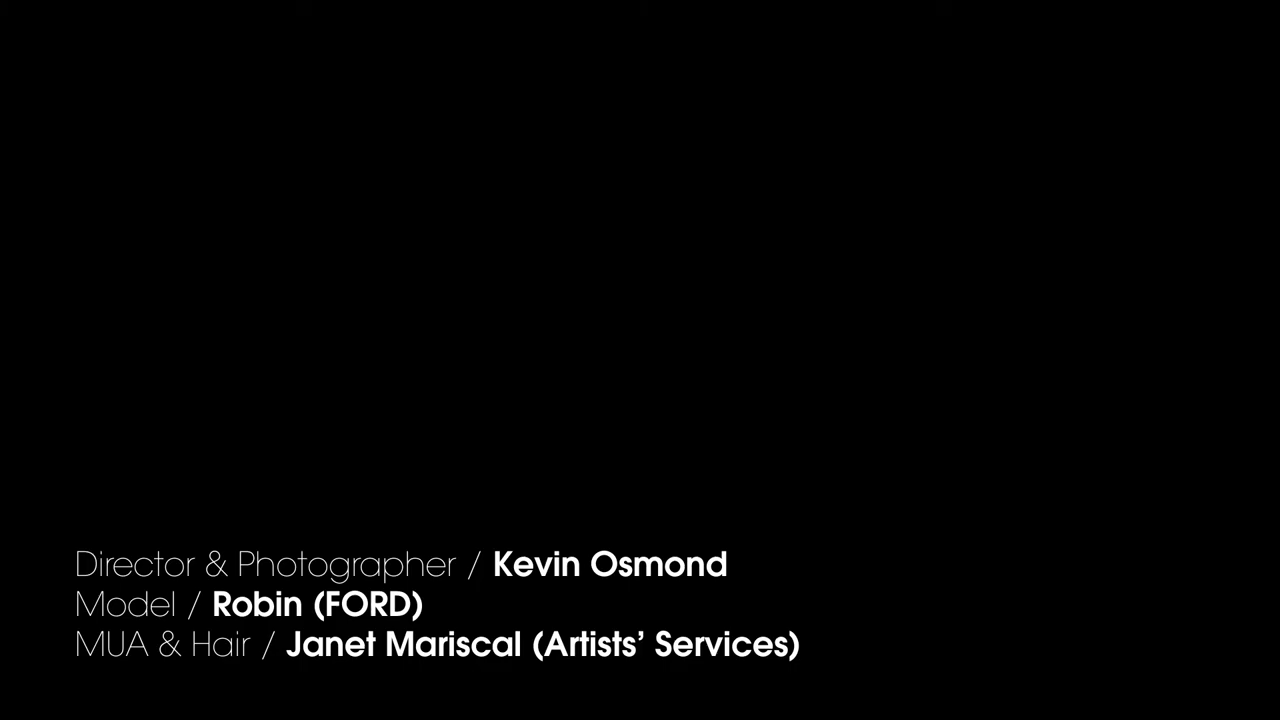 Director & Photographer / Kevin Osmond
Model / Robin (FORD)
MUA & Hair / Janet Mariscal (Artists’ Services)